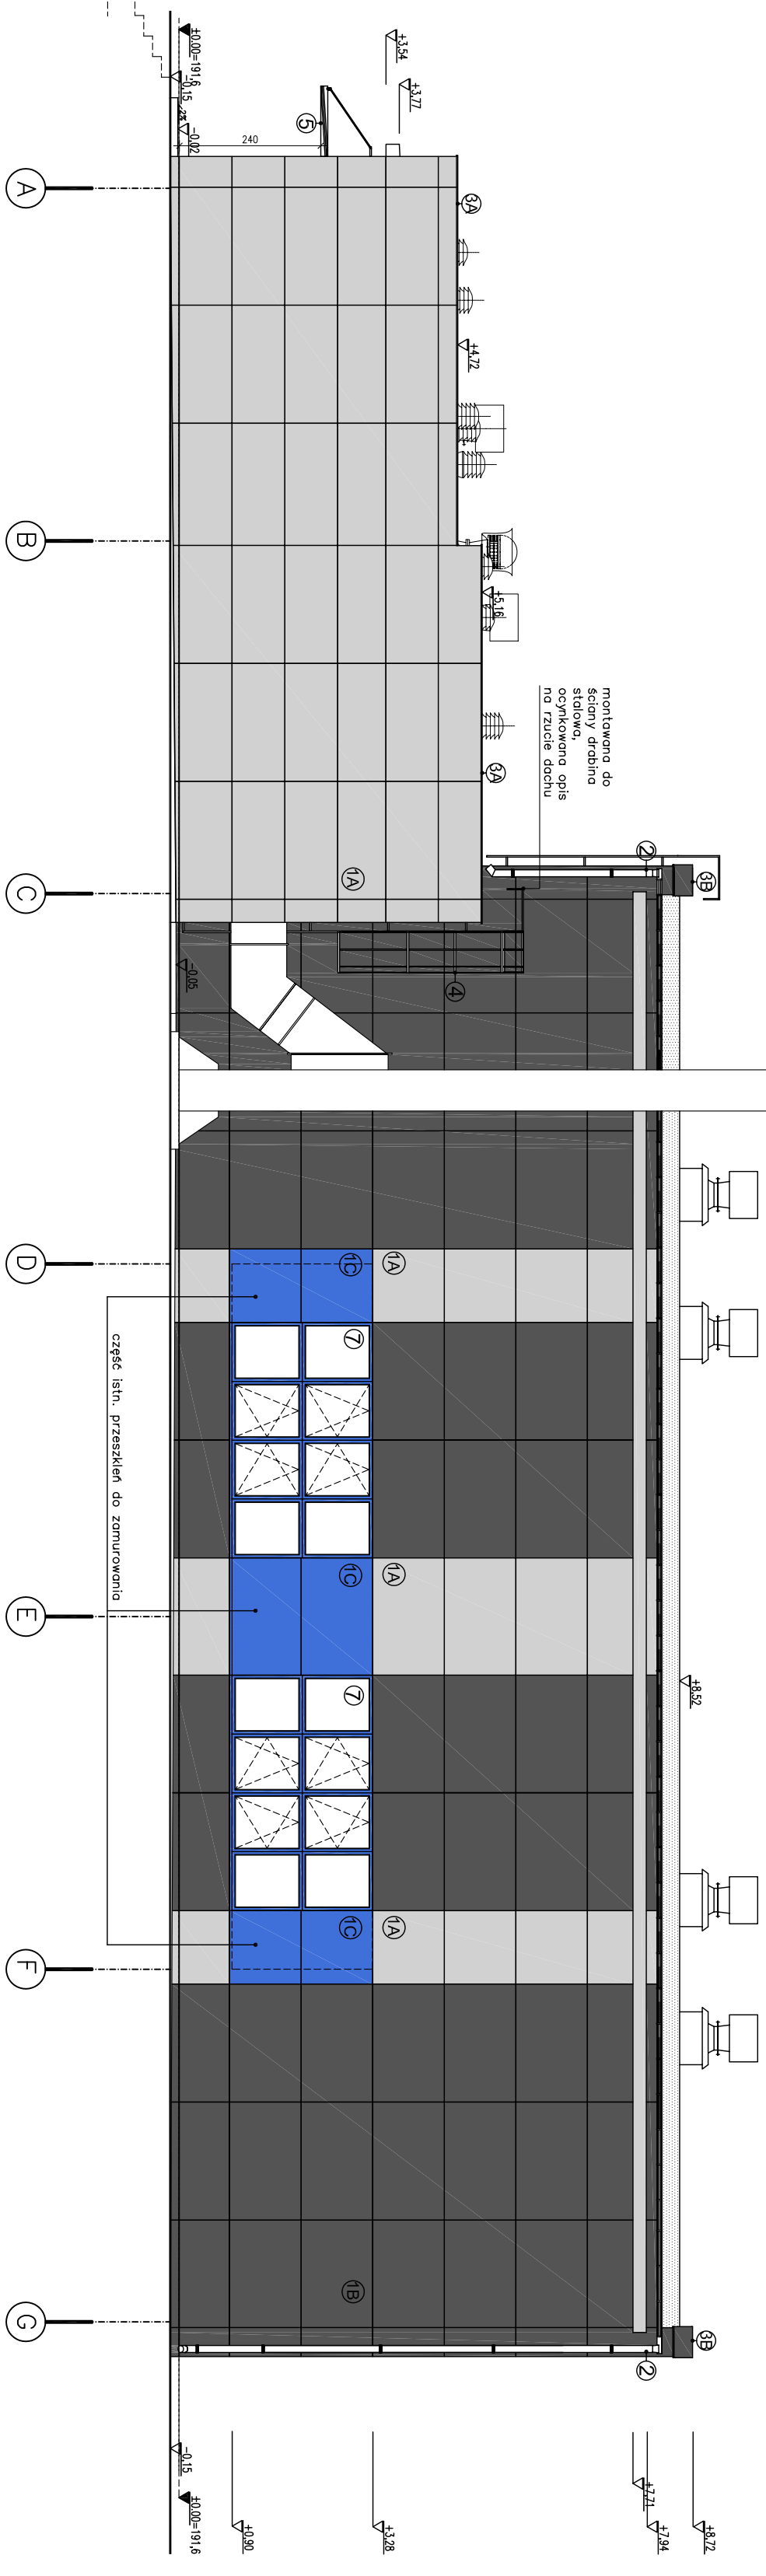 ±0.00=191,6
-0,15
2%
-0,02
240
5
+3,54
+3,77
A
3A
+4,72
B
+5,16
3A
montawana do
ściany drabina
stalowa,
ocynkowana opis
na rzucie dachu
1A
C
2
3B
-0,05
4
D
1C
1A
7
część istn. przeszkleń do zamurowania
E
1C
1A
7
+8,52
F
1C
1A
1B
G
3B
2
-0,15
±0.00=191,6
+0,90
+3,28
+7,71
+7,94
+8,72